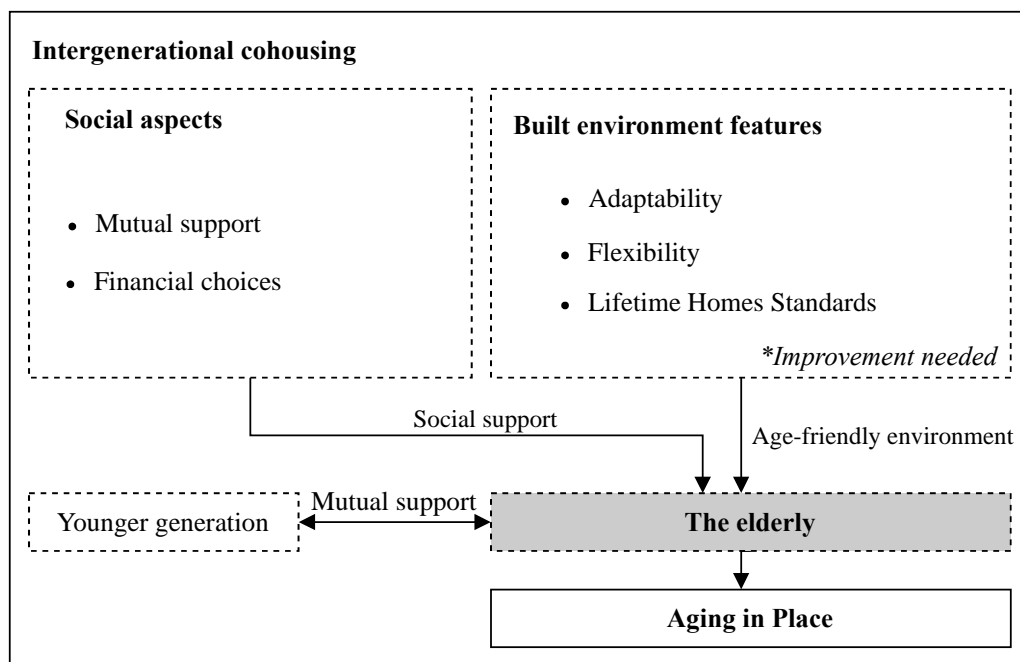 Intergenerational cohousing
Social aspects
• Mutual support
• Financial choices
Built environment features
• Adaptability
• Flexibility
• Lifetime Homes Standards
*Improvement needed
Social support
Age-friendly environment
Younger generation
Mutual support
The elderly
Aging in Place